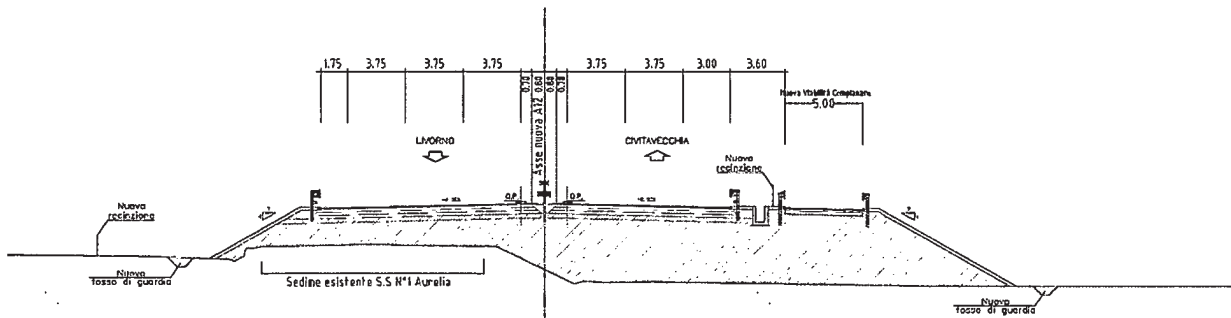 1.75 3.75 3.75 3.75 0.70 0.60 0.60 0.70 3.75 3.75 3.00 3.60
Nuova Viabilità Complanare
5.00
Asse nuova A12
LIVORNO
CIVITAVECCHIA
Nuova
recinzione
O.P.
Nuova
recinzione
Nuovo
fosso di guardia
Sedime esistente S.S N°1 Aurelia
Nuovo
fosso di guardia